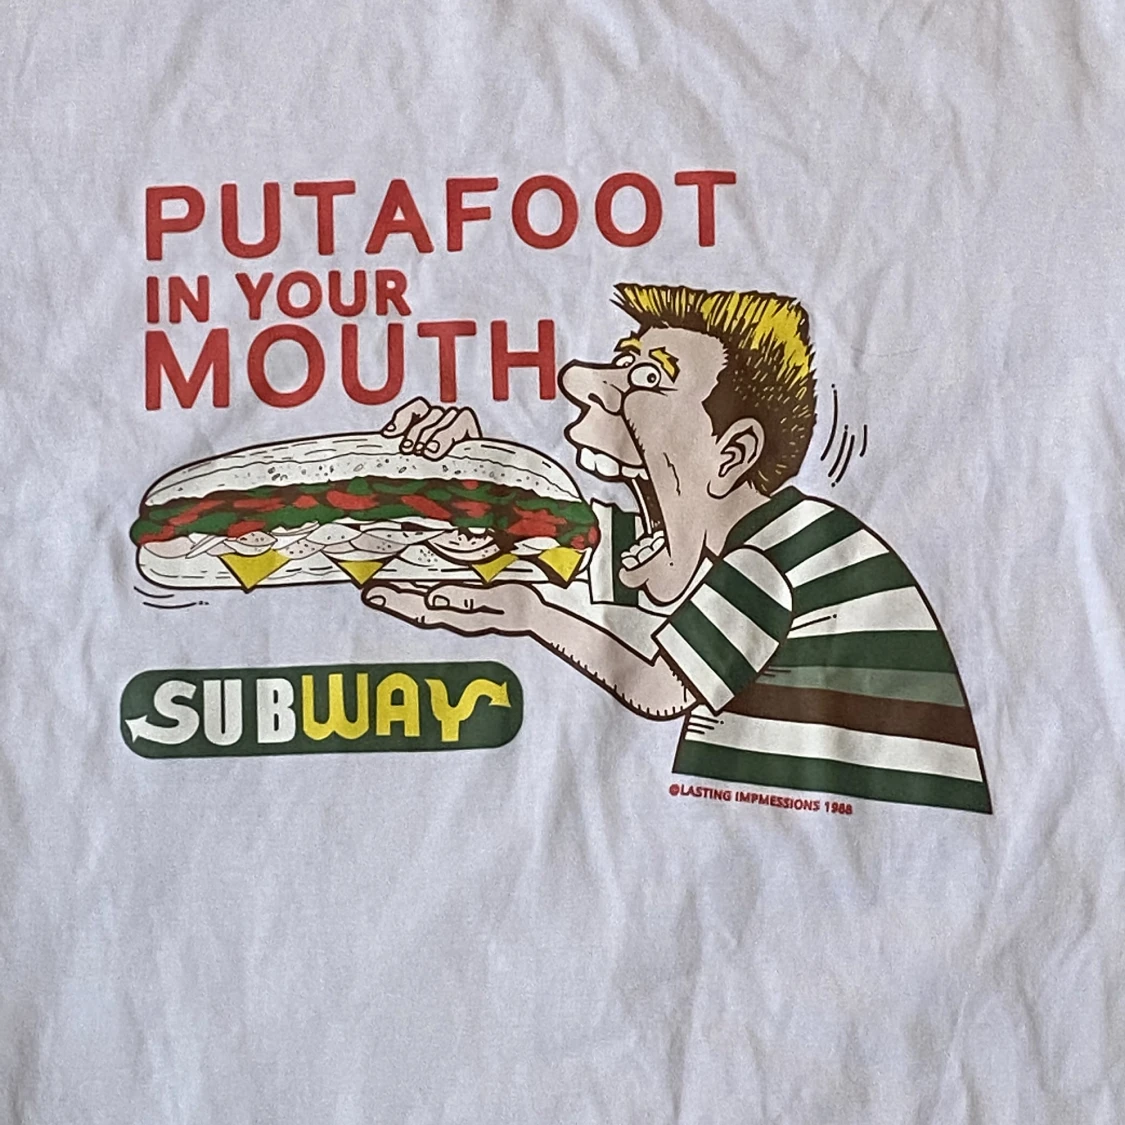 PUTAFOOT
IN YOUR
MOUTH
SUBWAY
©LASTING IMPMESSIONS 1988